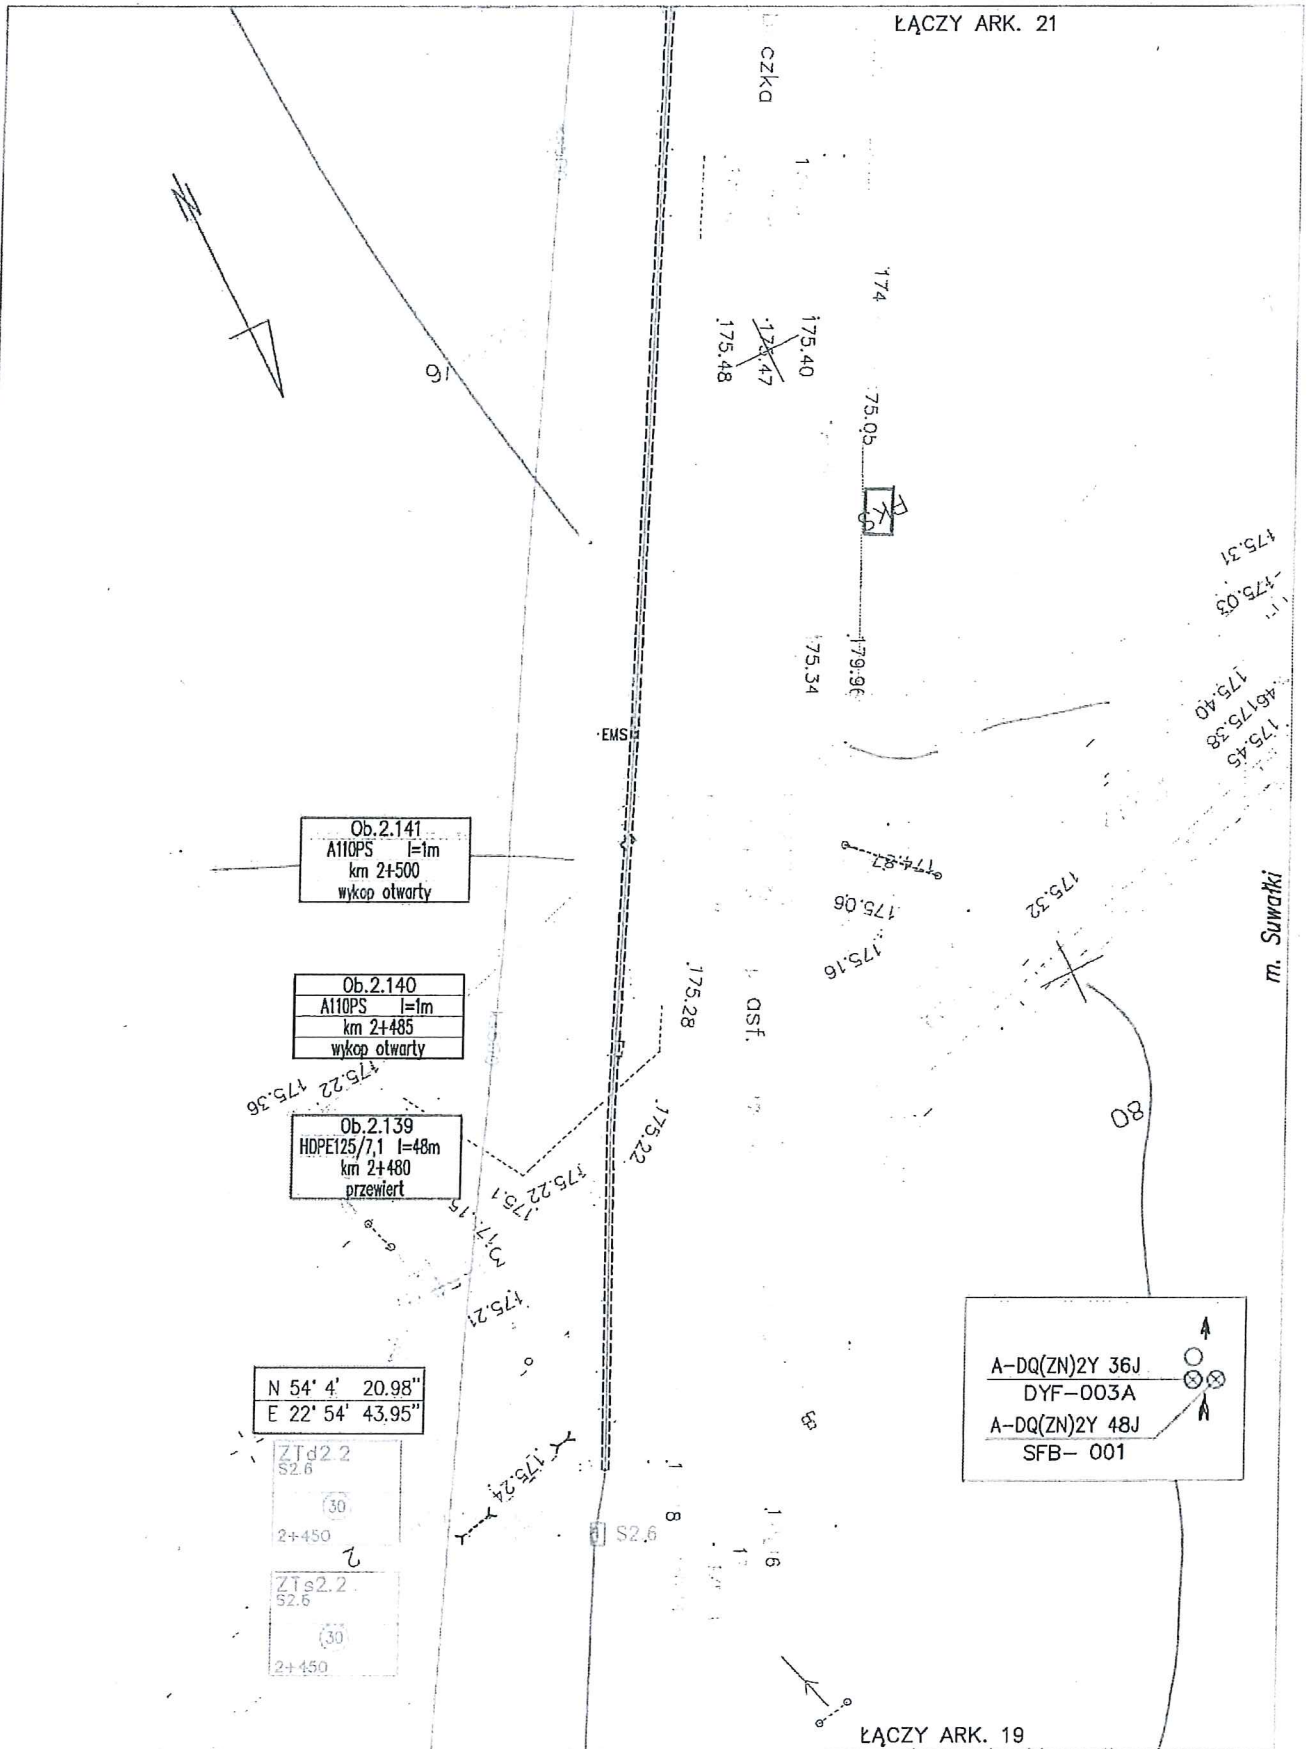 ŁĄCZY ARK. 21
czka
1
N
174
175.40
175.47
175.48
16
75.05
PKS
175.31
175.03
175.34
179.96
175.40
.46175.38
175.45
EMS
Ob.2.141
A110PS l=1m
km 2+500
wykop otwarty
174.87
175.06
175.16
175.32
m. Suwałki
175.28
asf.
Ob.2.140
A110PS l=1m
km 2+485
wykop otwarty
175.22
175.36
80
Ob.2.139
HDPE125/7,1 l=48m
km 2+480
przewiert
175.22
175.22
175.1
175.21
A-DQ(ZN)2Y 36J
DYF-003A
A-DQ(ZN)2Y 48J
SFB- 001
N 54° 4' 20.98"
E 22° 54' 43.95"
ZTd2.2
S2.6
30
2+450
175.24
S2.6
8
2
ZTs2.2
S2.6
30
2+450
ŁĄCZY ARK. 19